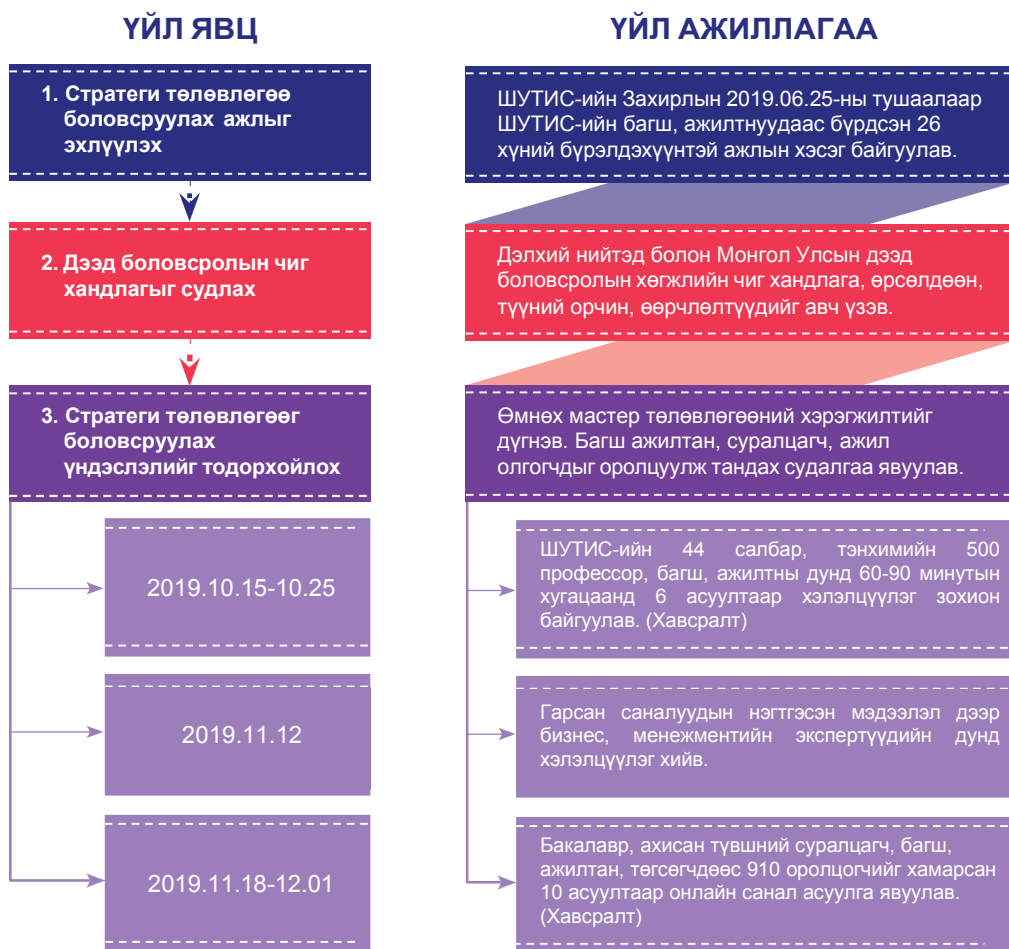 ҮЙЛ ЯВЦ
ҮЙЛ АЖИЛЛАГАА
1. Стратеги төлөвлөгөө
боловсруулах ажлыг
эхлүүлэх
ШУТИС-ийн Захирлын 2019.06.25-ны тушаалаар
ШУТИС-ийн багш, ажилтнуудаас бүрдсэн 26
хүний бүрэлдэхүүнтэй ажлын хэсэг байгуулав.
2. Дээд боловсролын чиг
хандлагыг судлах
Дэлхий нийтэд болон Монгол Улсын дээд
боловсролын хөгжлийн чиг хандлага, өрсөлдөөн,
түүний орчин, өөрчлөлтүүдийг авч үзэв.
3. Стратеги төлөвлөгөөг
боловсруулах
үндэслэлийг тодорхойлох
Өмнөх мастер төлөвлөгөөний хэрэгжилтийг
дүгнэв. Багш ажилтан, суралцагч, ажил
олгогчдыг оролцуулж тандах судалгаа явуулав.
2019.10.15-10.25
ШУТИС-ийн 44 салбар, тэнхимийн 500
профессор, багш, ажилтны дунд 60-90 минутын
хугацаанд 6 асуултаар хэлэлцүүлэг зохион
байгуулав. (Хавсралт)
2019.11.12
Гарсан саналуудын нэгтгэсэн мэдээлэл дээр
бизнес, менежментийн экспертүүдийн дунд
хэлэлцүүлэг хийв.
2019.11.18-12.01
Бакалавр, ахисан түвшний суралцагч, багш,
ажилтан, төгсөгчдөөс 910 оролцогчийг хамарсан
10 асуултаар онлайн санал асуулга явуулав.
(Хавсралт)